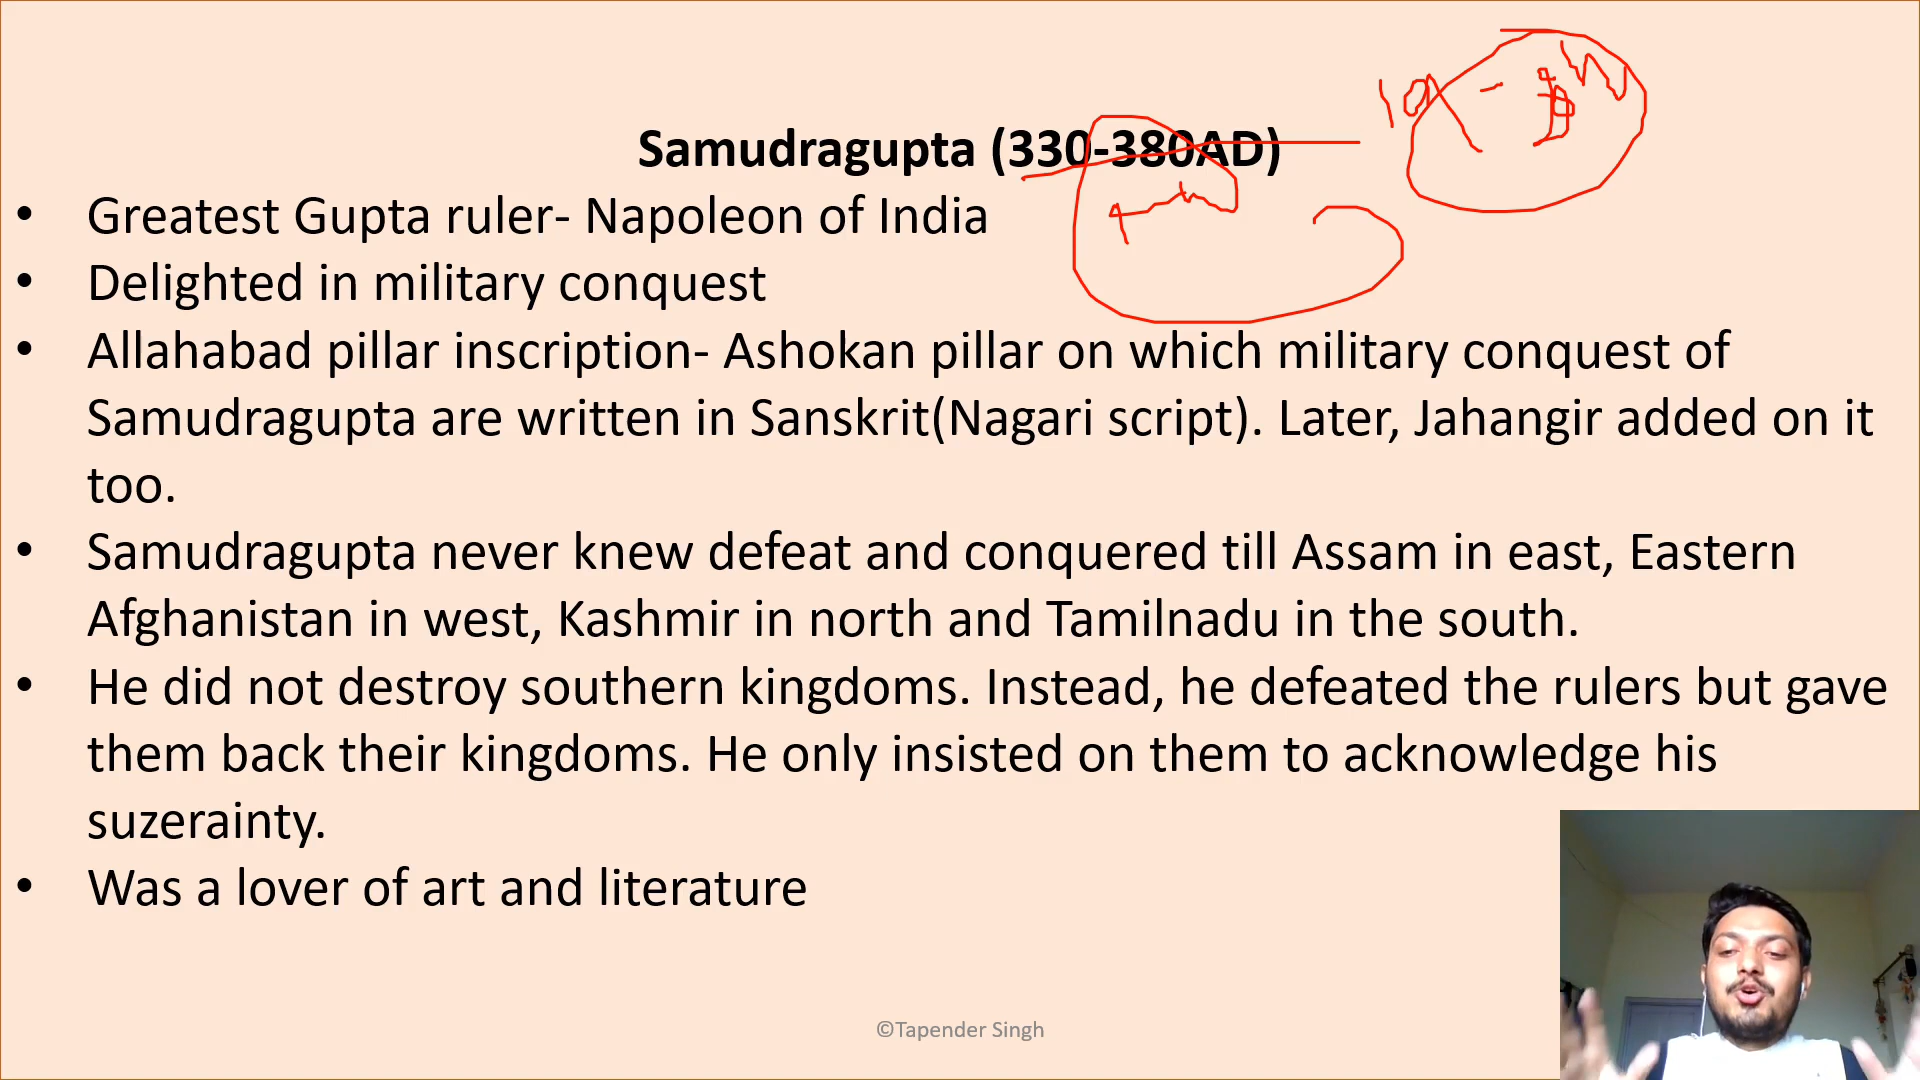 Samudragupta (330-380AD)
• Greatest Gupta ruler- Napoleon of India
• Delighted in military conquest
• Allahabad pillar inscription- Ashokan pillar on which military conquest of
Samudragupta are written in Sanskrit(Nagari script). Later, Jahangir added on it
too.
• Samudragupta never knew defeat and conquered till Assam in east, Eastern
Afghanistan in west, Kashmir in north and Tamilnadu in the south.
• He did not destroy southern kingdoms. Instead, he defeated the rulers but gave
them back their kingdoms. He only insisted on them to acknowledge his
suzerainty.
• Was a lover of art and literature
©Tapender Singh